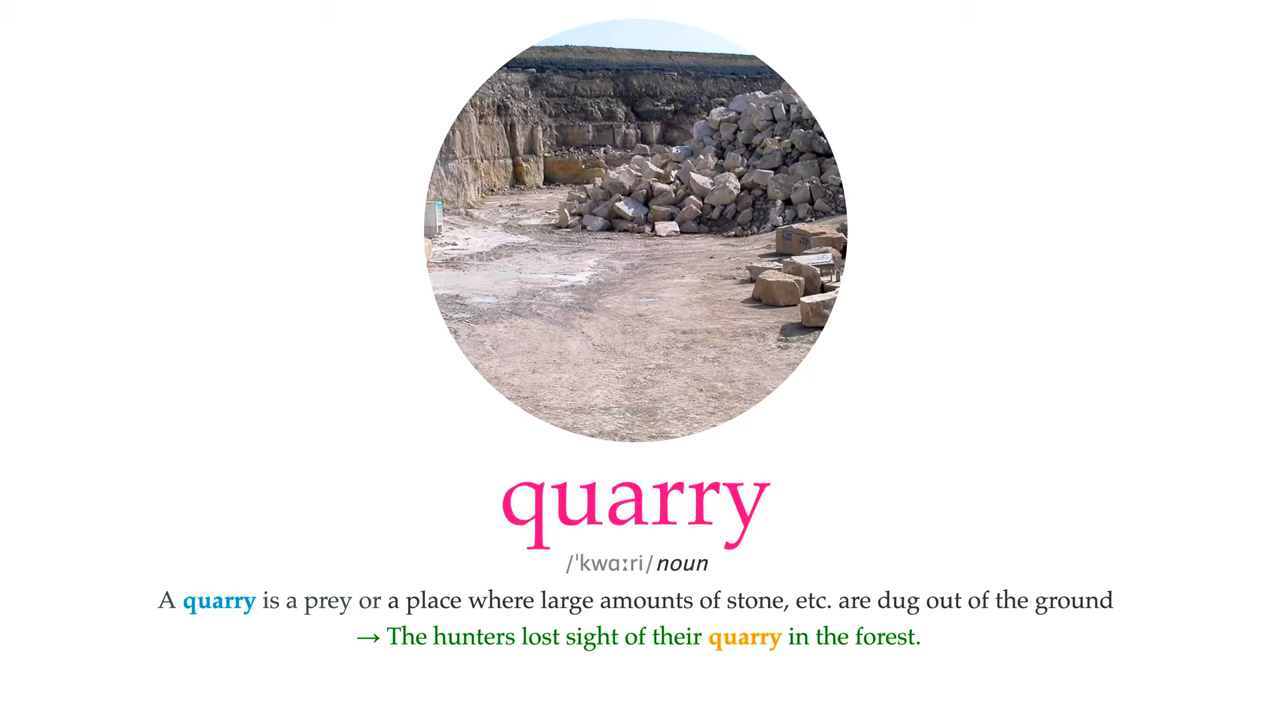 quarry
/ˈkwɑːri/ noun
A quarry is a prey or a place where large amounts of stone, etc. are dug out of the ground
→ The hunters lost sight of their quarry in the forest.